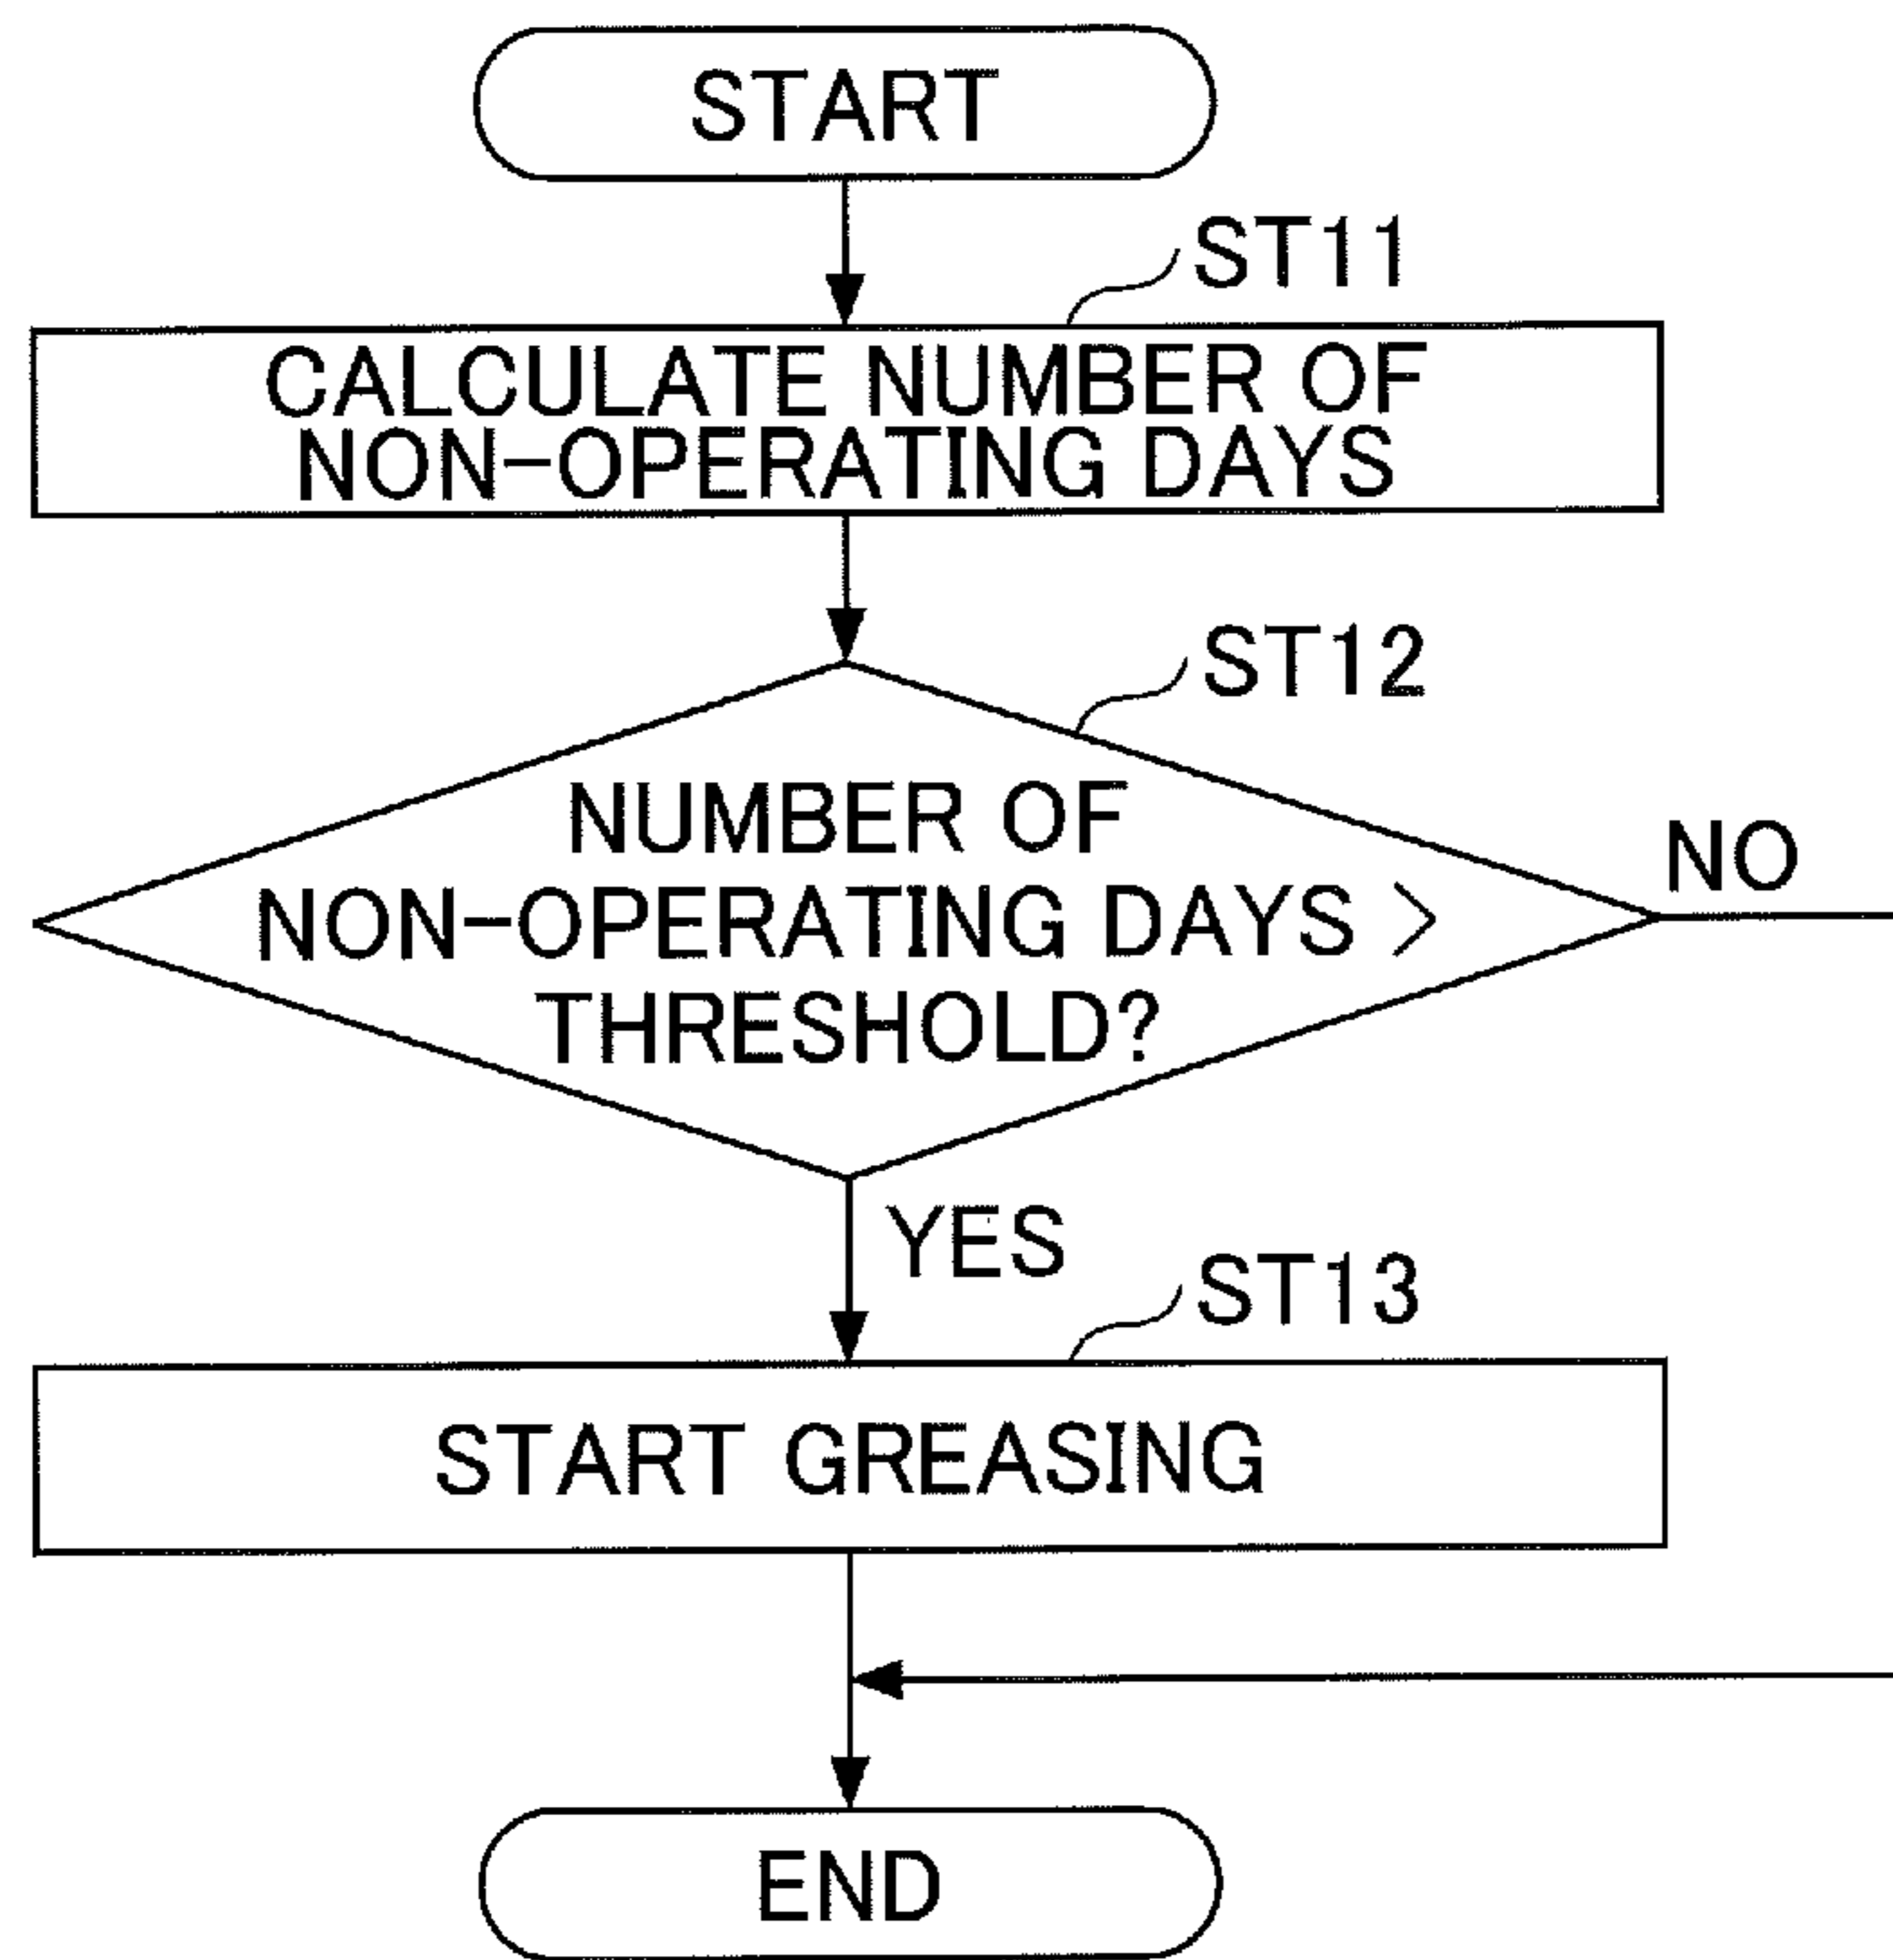 START
ST11
CALCULATE NUMBER OF
NON-OPERATING DAYS
ST12
NUMBER OF
NON-OPERATING DAYS >
THRESHOLD?
NO
YES
ST13
START GREASING
END